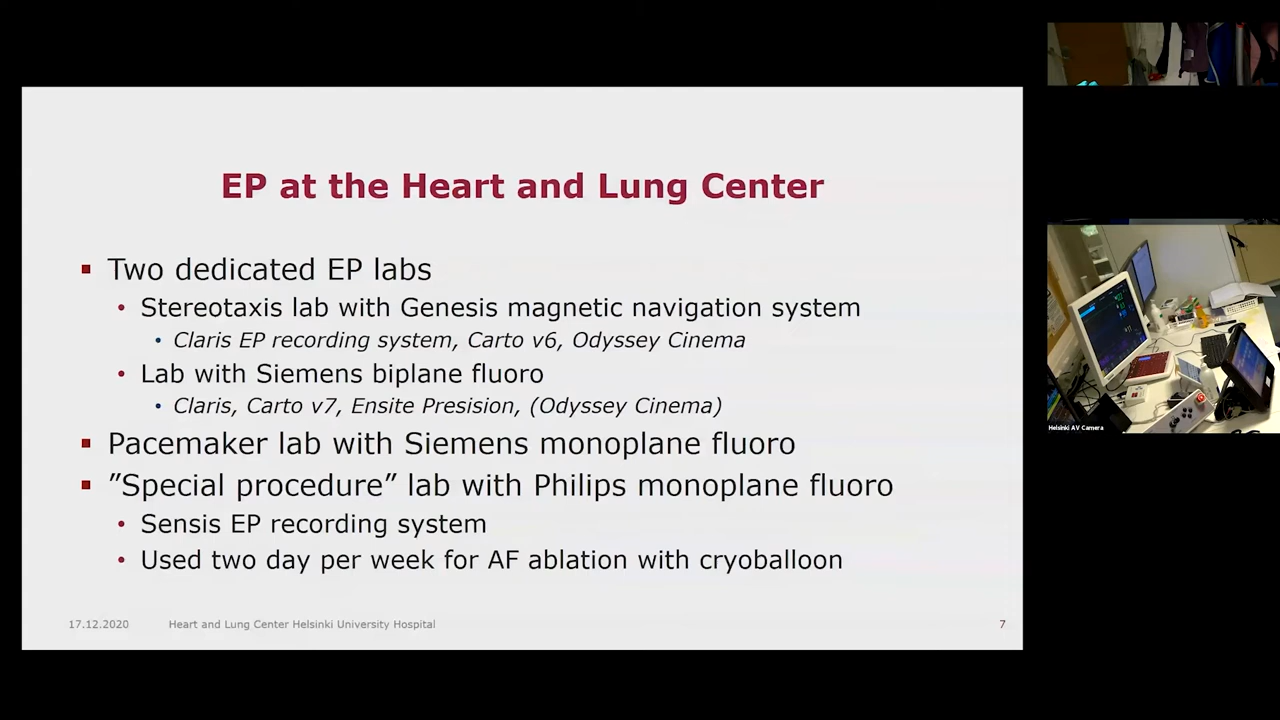 EP at the Heart and Lung Center
▪ Two dedicated EP labs
• Stereotaxis lab with Genesis magnetic navigation system
• Claris EP recording system, Carto v6, Odyssey Cinema
• Lab with Siemens biplane fluoro
• Claris, Carto v7, Ensite Presision, (Odyssey Cinema)
▪ Pacemaker lab with Siemens monoplane fluoro
▪ ”Special procedure” lab with Philips monoplane fluoro
• Sensis EP recording system
• Used two day per week for AF ablation with cryoballoon
17.12.2020 Heart and Lung Center Helsinki University Hospital 7
Helsinki AV Camera